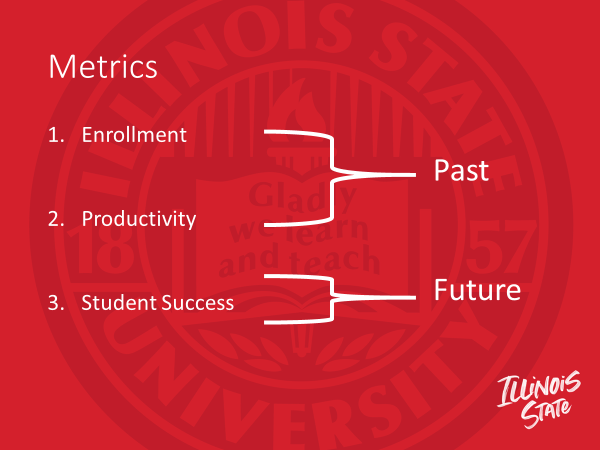 Metrics
1. Enrollment
2. Productivity
3. Student Success
Past
Future
ILLINOIS STATE
UNIVERSITY
18 57
Gladly
we learn
and teach
ILLINOIS
STATE